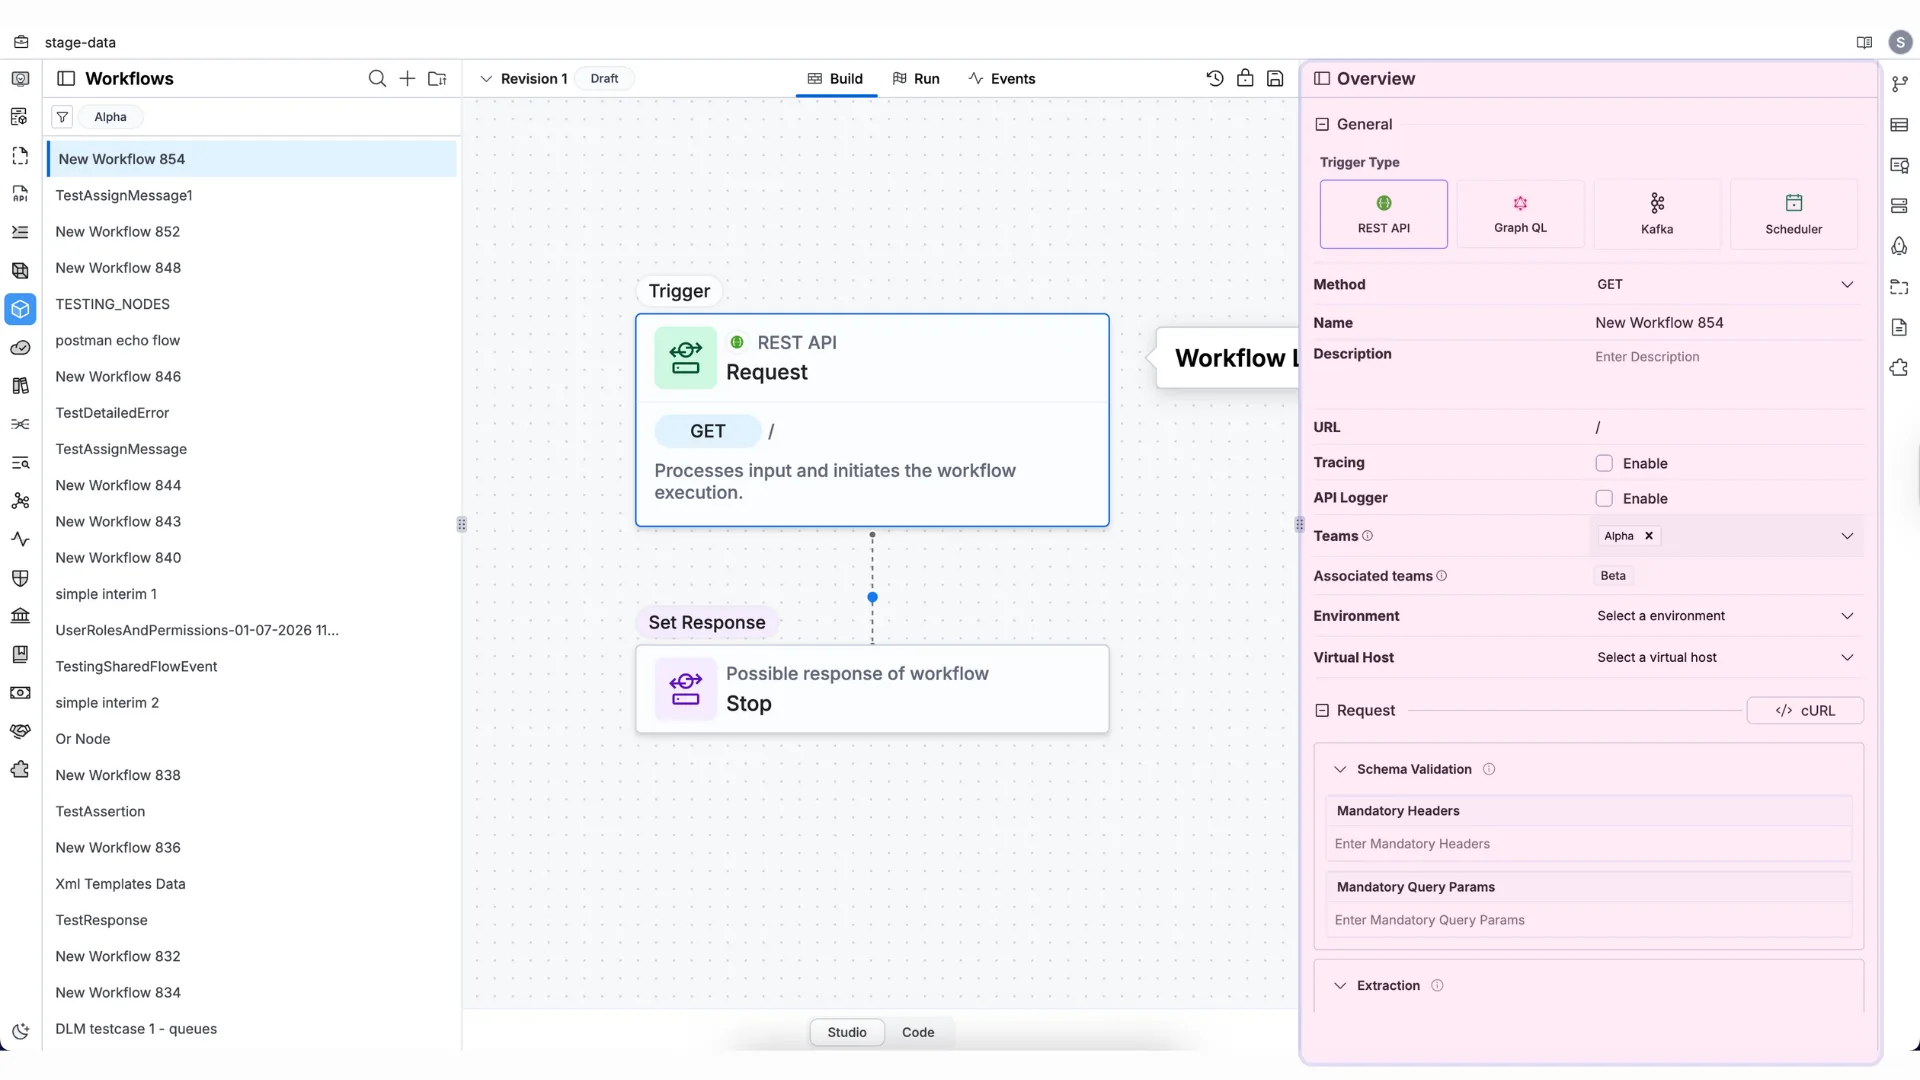 stage-data
S
Workflows
Revision 1
Draft
Build
Run
Events
Overview
Alpha
New Workflow 854
TestAssignMessage1
New Workflow 852
New Workflow 848
TESTING_NODES
postman echo flow
New Workflow 846
TestDetailedError
TestAssignMessage
New Workflow 844
New Workflow 843
New Workflow 840
simple interim 1
UserRolesAndPermissions-01-07-2026 11...
TestingSharedFlowEvent
simple interim 2
Or Node
New Workflow 838
TestAssertion
New Workflow 836
Xml Templates Data
TestResponse
New Workflow 832
New Workflow 834
DLM testcase 1 - queues
API
Trigger
REST API
Request
GET /
Processes input and initiates the workflow
execution.
Workflow
Set Response
Possible response of workflow
Stop
Studio
Code
General
Trigger Type
REST API
Graph QL
Kafka
Scheduler
Method GET
Name New Workflow 854
Description Enter Description
URL /
Tracing Enable
API Logger Enable
Teams Alpha
Associated teams Beta
Environment Select a environment
Virtual Host Select a virtual host
Request
</> cURL
Schema Validation
Mandatory Headers
Enter Mandatory Headers
Mandatory Query Params
Enter Mandatory Query Params
Extraction